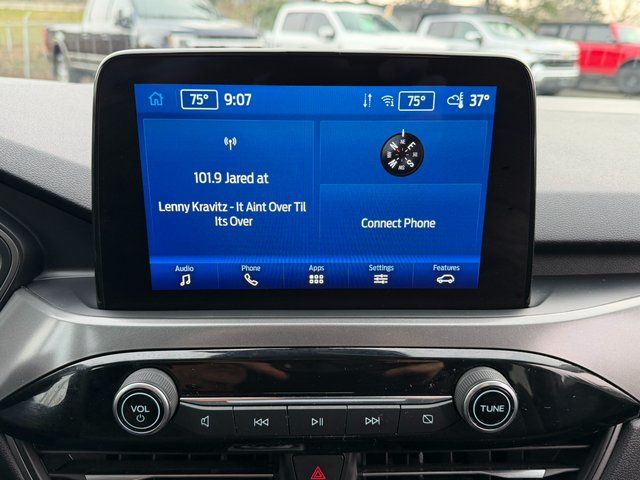 75° 9:07 75° 37°
101.9 Jared at
Lenny Kravitz - It Aint Over Til
Its Over
Connect Phone
Audio Phone Apps Settings Features
VOL
TUNE